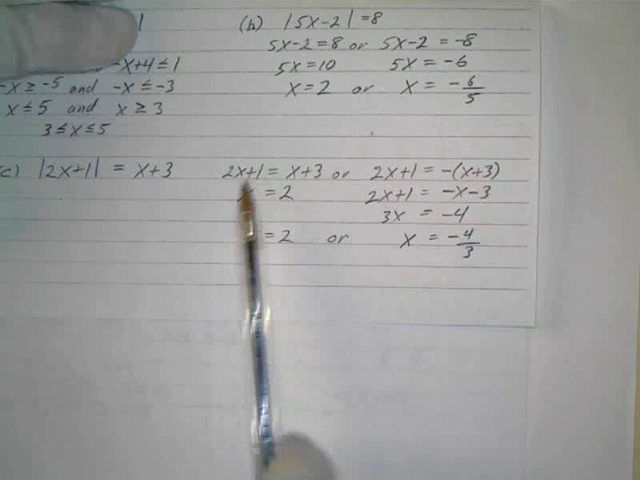 (b) |5x-2|=8
5x-2=8 or 5x-2=-8
-x+4≤1 5x=10 5x=-6
-x≥-5 and -x≤-3 x=2 or x=-6/5
x≤5 and x≥3
3≤x≤5
c) |2x+1| = x+3 2x+1=x+3 or 2x+1=-(x+3)
=2 2x+1=-x-3
3x=-4
=2 or x=-4/3